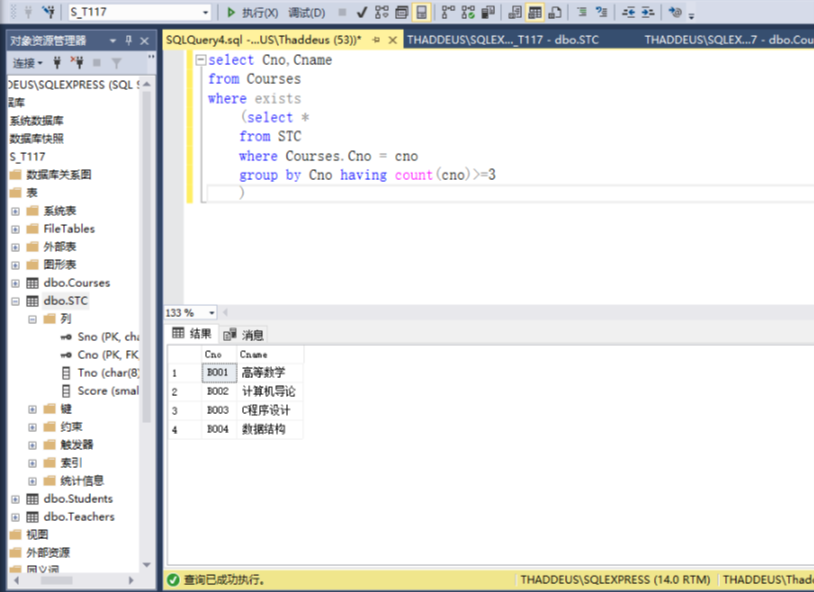 S_T117 执行(X) 调试(D)
对象资源管理器
SQLQuery4.sql -...US\Thaddeus (53))*
THADDEUS\SQLEX..._T117 - dbo.STC
THADDEUS\SQLEX...7 - dbo.Cou
连接
DEUS\SQLEXPRESS (SQL S
据库
系统数据库
数据库快照
S_T117
数据库关系图
表
系统表
FileTables
外部表
图形表
dbo.Courses
dbo.STC
列
Sno (PK, cha
Cno (PK, FK,
Tno (char(8)
Score (smal
键
约束
触发器
索引
统计信息
dbo.Students
dbo.Teachers
视图
外部资源
同义词
select Cno,Cname
from Courses
where exists
(select *
from STC
where Courses.Cno = cno
group by Cno having count(cno)>=3
)
133 %
结果 消息
Cno Cname
1 B001 高等数学
2 B002 计算机导论
3 B003 C程序设计
4 B004 数据结构
查询已成功执行。
THADDEUS\SQLEXPRESS (14.0 RTM)
THADDEUS\Thad